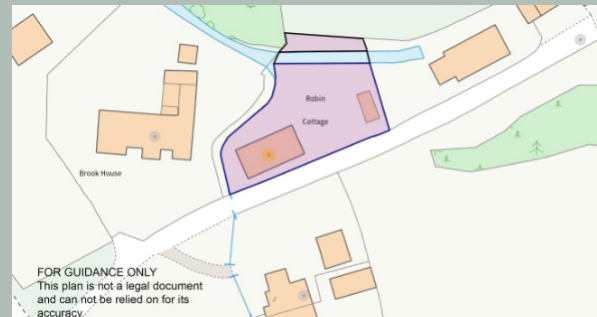 Robin
Cottage
Brook House
FOR GUIDANCE ONLY
This plan is not a legal document
and can not be relied on for its
accuracy.